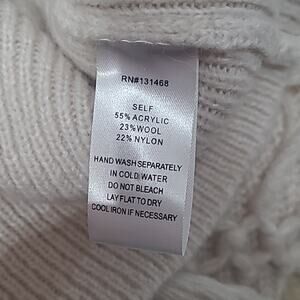 RN#131468
SELF
55% ACRYLIC
23% WOOL
22% NYLON
HAND WASH SEPARATELY
IN COLD WATER
DO NOT BLEACH
LAY FLAT TO DRY
COOL IRON IF NECESSARY